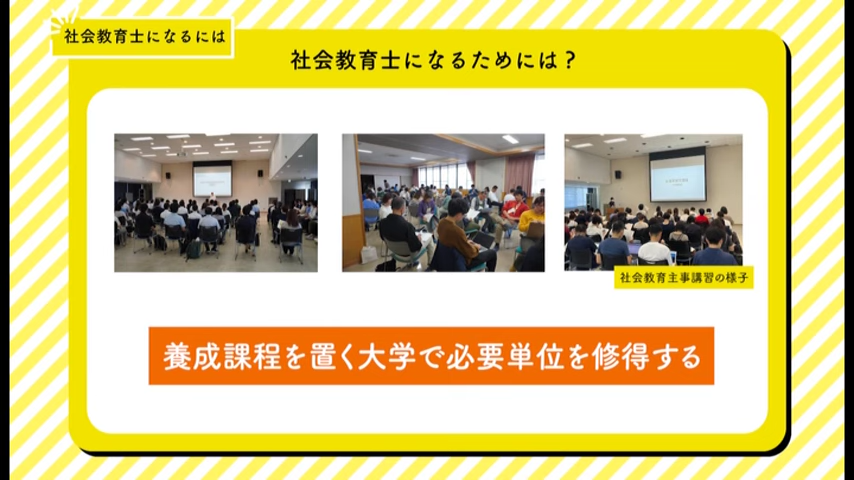 社会教育士になるには
社会教育士になるためには？
社会教育主事講習の様子
養成課程を置く大学で必要単位を修得する